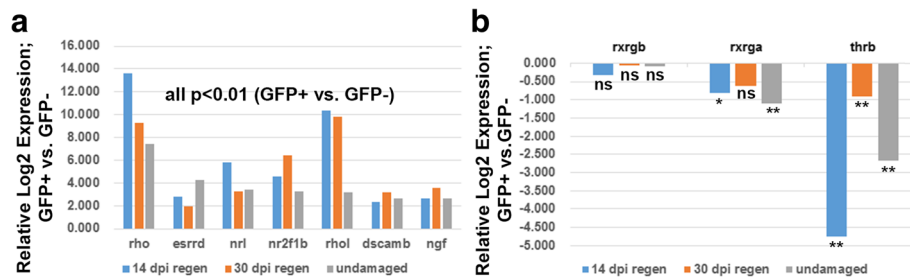 a
Relative Log2 Expression;
GFP+ vs. GFP-
16.000
14.000
12.000
10.000
8.000
6.000
4.000
2.000
0.000
all p<0.01 (GFP+ vs. GFP-)
rho esrrd nrl nr2f1b rhol dscamb ngf
14 dpi regen 30 dpi regen undamaged
b
Relative Log2 Expression;
GFP+ vs.GFP-
rxrgb rxrga thrb
0.000
-0.500
-1.000
-1.500
-2.000
-2.500
-3.000
-3.500
-4.000
-4.500
-5.000
ns ns ns
* ns **
** ** **
14 dpi regen 30 dpi regen undamaged